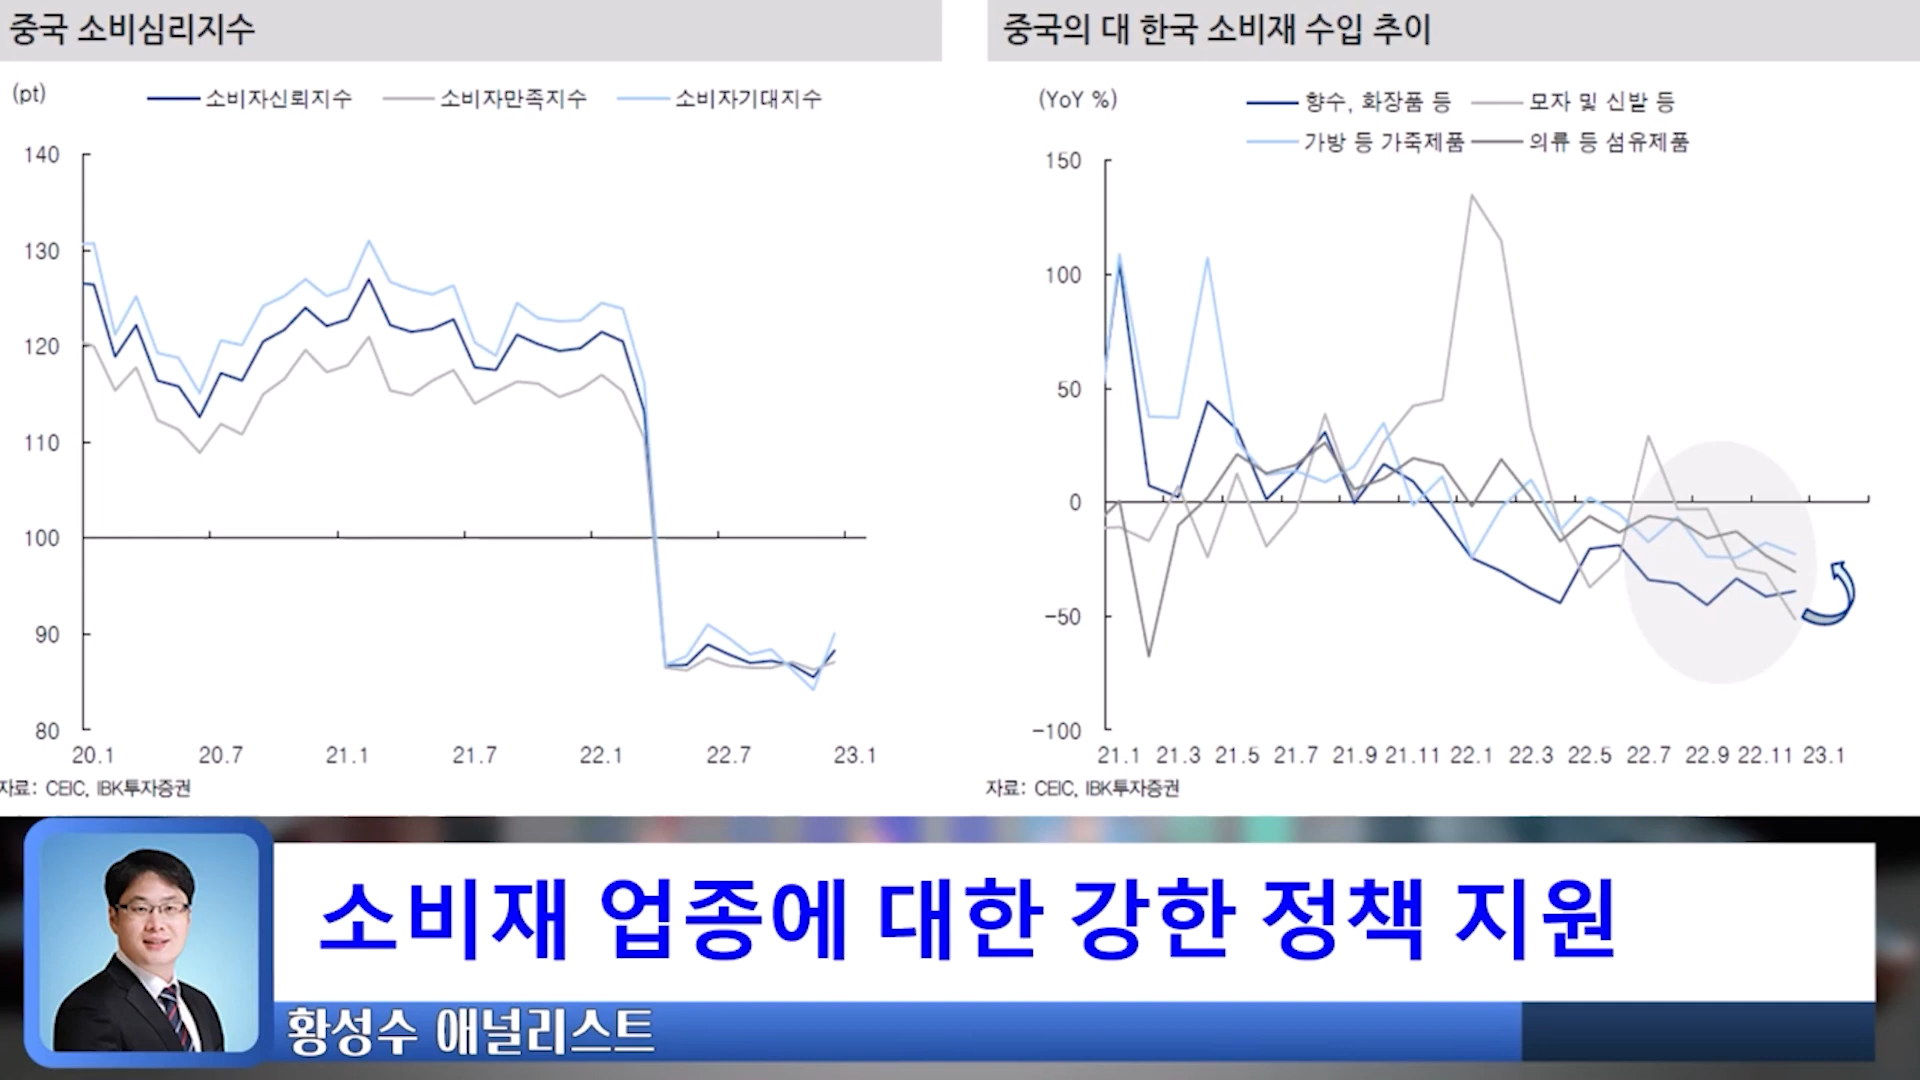 중국 소비심리지수
(pt)
소비자신뢰지수 소비자만족지수 소비자기대지수
140
130
120
110
100
90
80
20.1 20.7 21.1 21.7 22.1 22.7 23.1
자료: CEIC, IBK투자증권
중국의 대 한국 소비재 수입 추이
(YoY %)
향수, 화장품 등 모자 및 신발 등
가방 등 가죽제품 의류 등 섬유제품
150
100
50
0
-50
-100
21.1 21.3 21.5 21.7 21.9 21.11 22.1 22.3 22.5 22.7 22.9 22.11 23.1
자료: CEIC, IBK투자증권
소비재 업종에 대한 강한 정책 지원
황성수 애널리스트